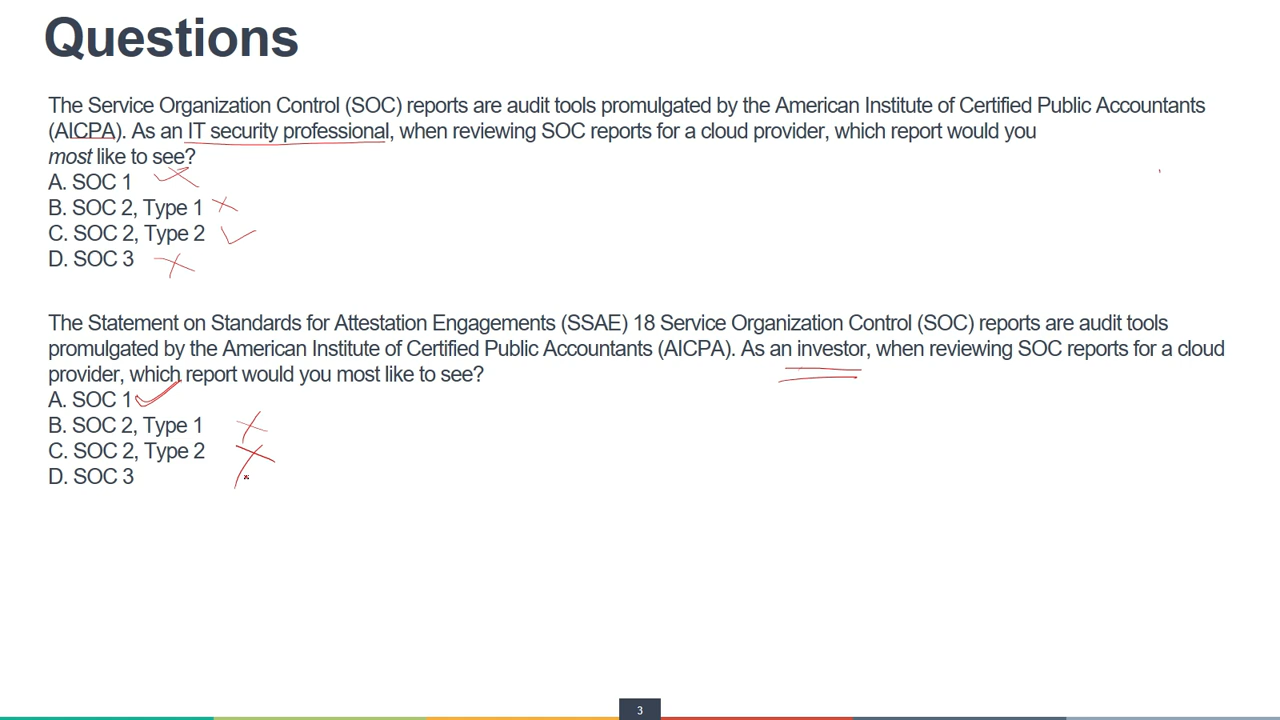 Questions
The Service Organization Control (SOC) reports are audit tools promulgated by the American Institute of Certified Public Accountants
(AICPA). As an IT security professional, when reviewing SOC reports for a cloud provider, which report would you
most like to see?
A. SOC 1
B. SOC 2, Type 1
C. SOC 2, Type 2
D. SOC 3
The Statement on Standards for Attestation Engagements (SSAE) 18 Service Organization Control (SOC) reports are audit tools
promulgated by the American Institute of Certified Public Accountants (AICPA). As an investor, when reviewing SOC reports for a cloud
provider, which report would you most like to see?
A. SOC 1
B. SOC 2, Type 1
C. SOC 2, Type 2
D. SOC 3
3